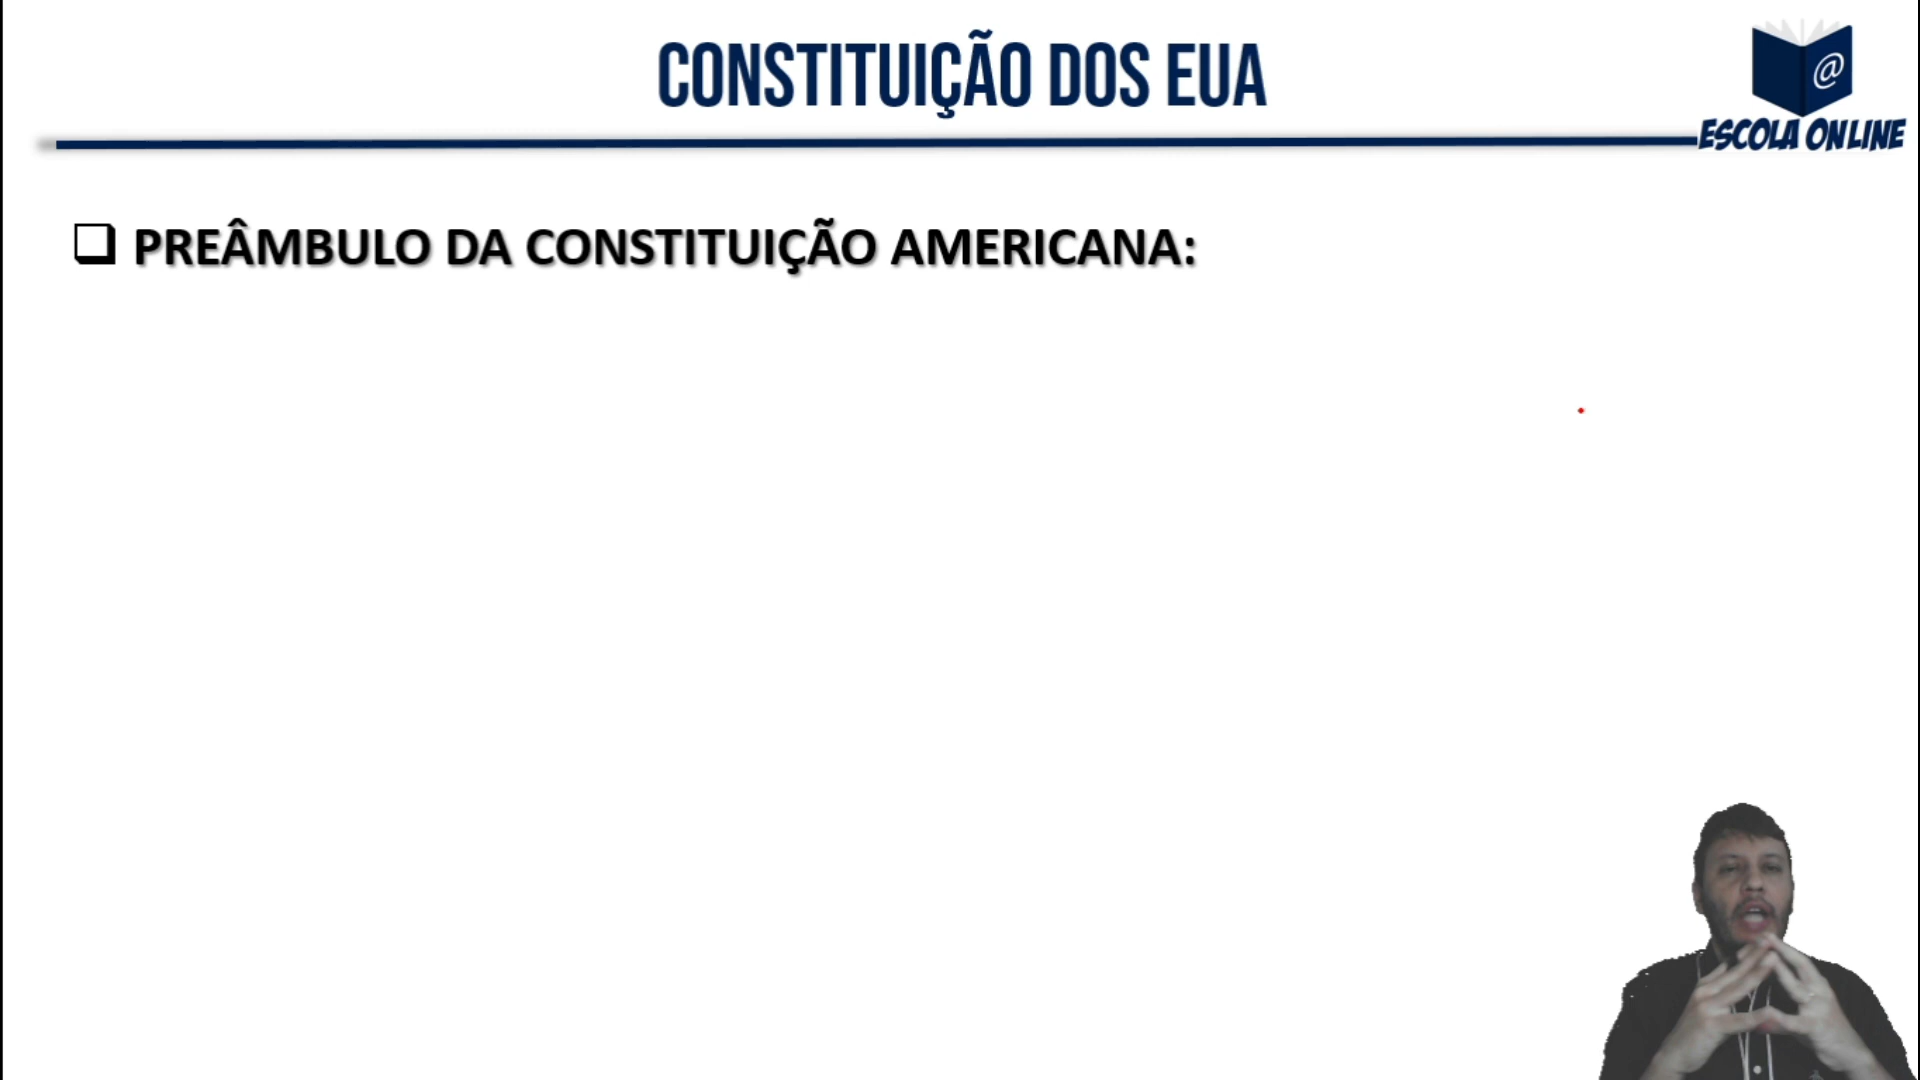 CONSTITUIÇÃO DOS EUA
@
ESCOLA ONLINE
PREÂMBULO DA CONSTITUIÇÃO AMERICANA: